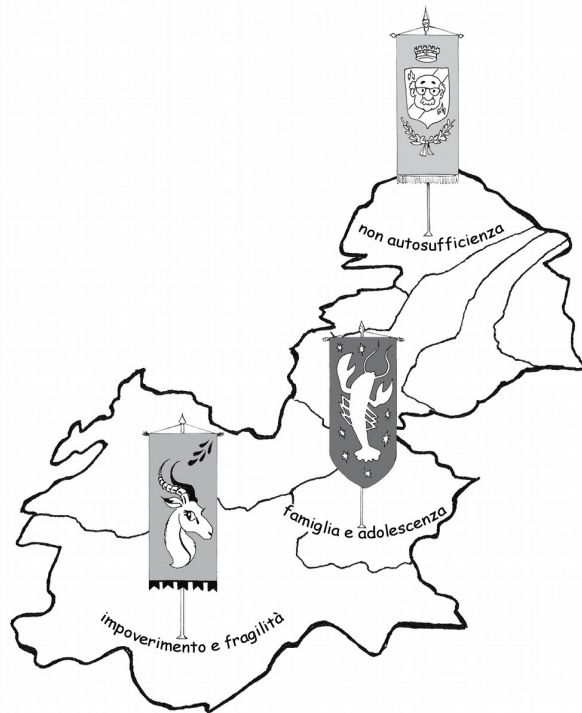 non autosufficienza
famiglia e adolescenza
impoverimento e fragilità